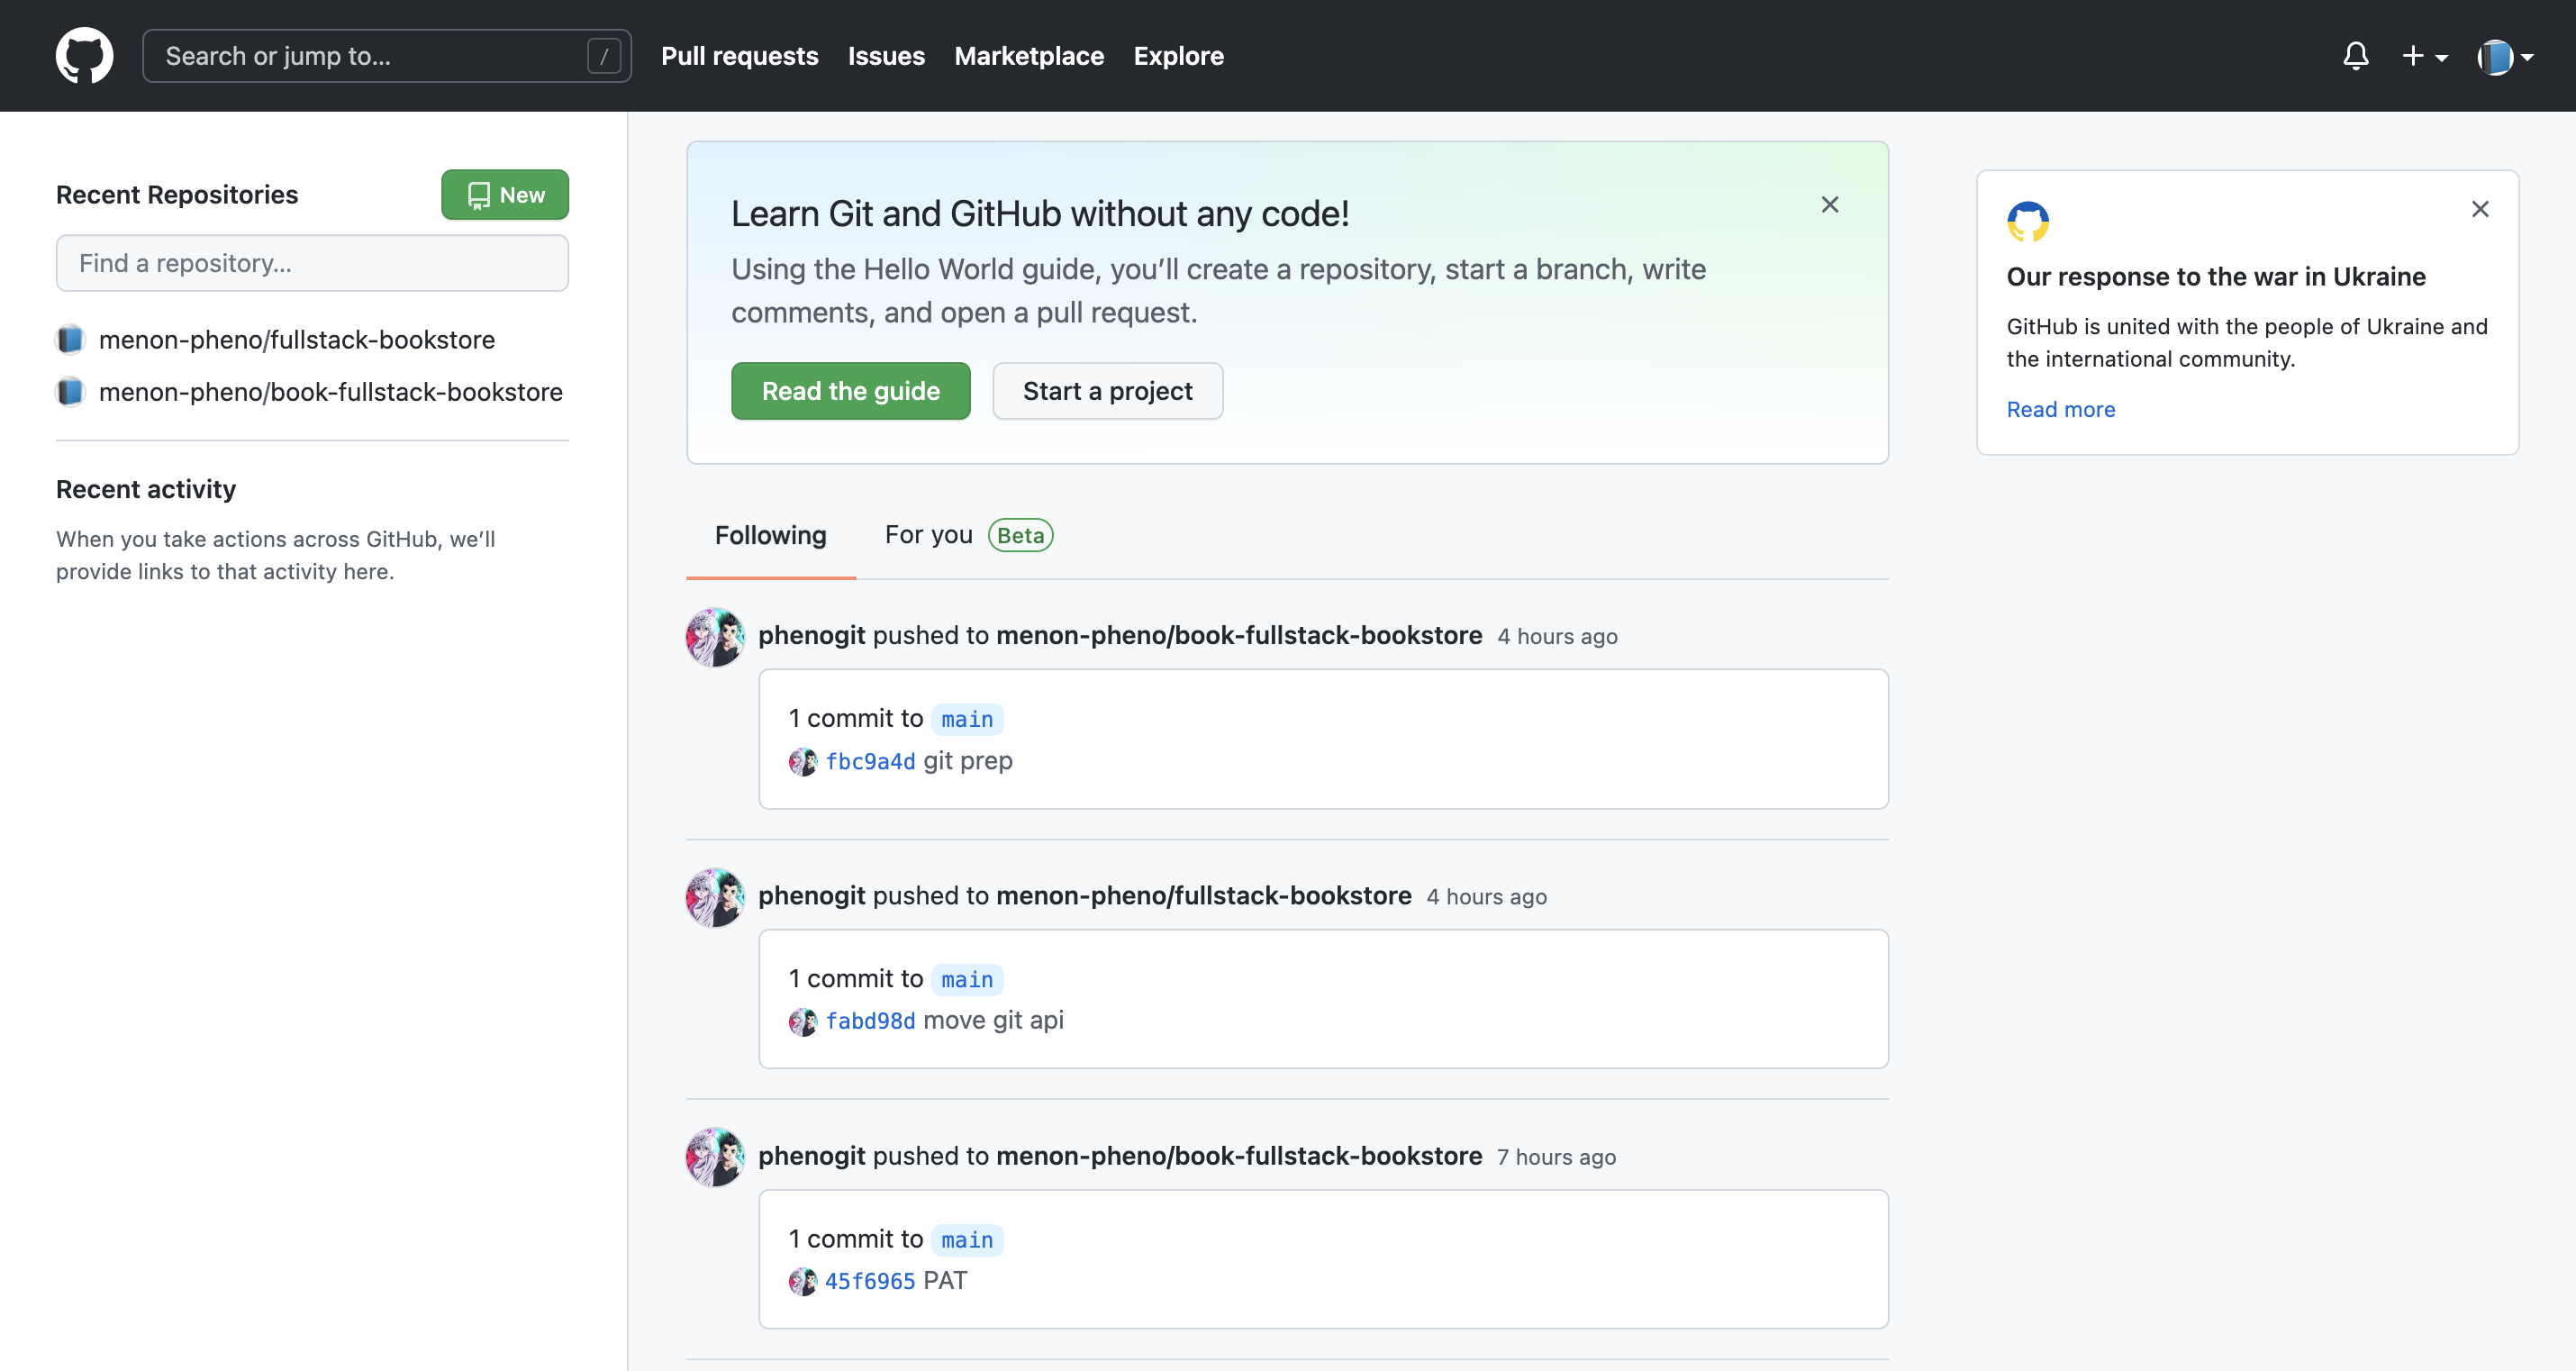 Search or jump to...
/
Pull requests
Issues
Marketplace
Explore
Recent Repositories
New
Find a repository...
menon-pheno/fullstack-bookstore
menon-pheno/book-fullstack-bookstore
Recent activity
When you take actions across GitHub, we’ll
provide links to that activity here.
Learn Git and GitHub without any code!
Using the Hello World guide, you’ll create a repository, start a branch, write
comments, and open a pull request.
Read the guide
Start a project
Following
For you Beta
phenogit pushed to menon-pheno/book-fullstack-bookstore 4 hours ago
1 commit to main
fbc9a4d git prep
phenogit pushed to menon-pheno/fullstack-bookstore 4 hours ago
1 commit to main
fabd98d move git api
phenogit pushed to menon-pheno/book-fullstack-bookstore 7 hours ago
1 commit to main
45f6965 PAT
Our response to the war in Ukraine
GitHub is united with the people of Ukraine and
the international community.
Read more